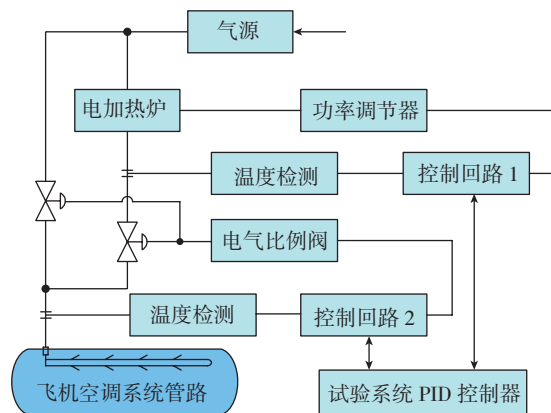 气源
电加热炉
功率调节器
温度检测
控制回路 1
电气比例阀
温度检测
控制回路 2
飞机空调系统管路
试验系统 PID 控制器